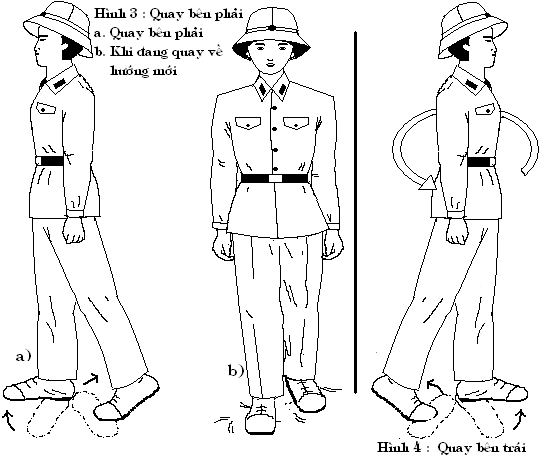 Hình 3 : Quay bên phải
a. Quay bên phải
b. Khi đang quay về
hướng mới
a)
b)
Hình 4 : Quay bên trái